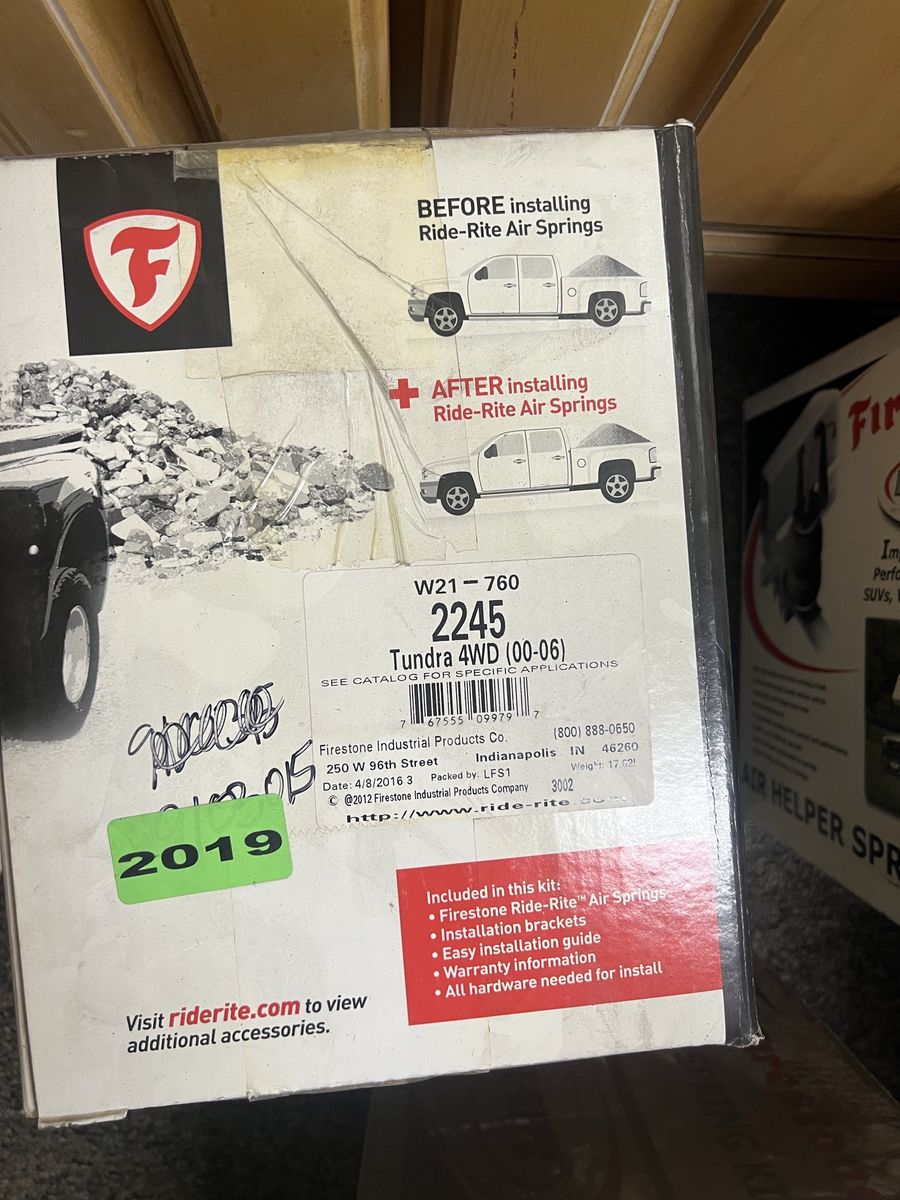 F
BEFORE installing
Ride-Rite Air Springs
AFTER installing
Ride-Rite Air Springs
W21-760
2245
Tundra 4WD (00-06)
SEE CATALOG FOR SPECIFIC APPLICATIONS
7 67555 09979 7
Firestone Industrial Products Co. (800) 888-0650
250 W 96th Street Indianapolis IN 46260
Date: 4/8/2016 3 Packed by: LFS1 Weight:
© @2012 Firestone Industrial Products Company 3002
http://www.ride-rite.com
2019
Included in this kit:
• Firestone Ride-Rite™ Air Springs
• Installation brackets
• Easy installation guide
• Warranty information
• All hardware needed for install
Visit riderite.com to view
additional accessories.
SUVs,
AIR HELPER SPR